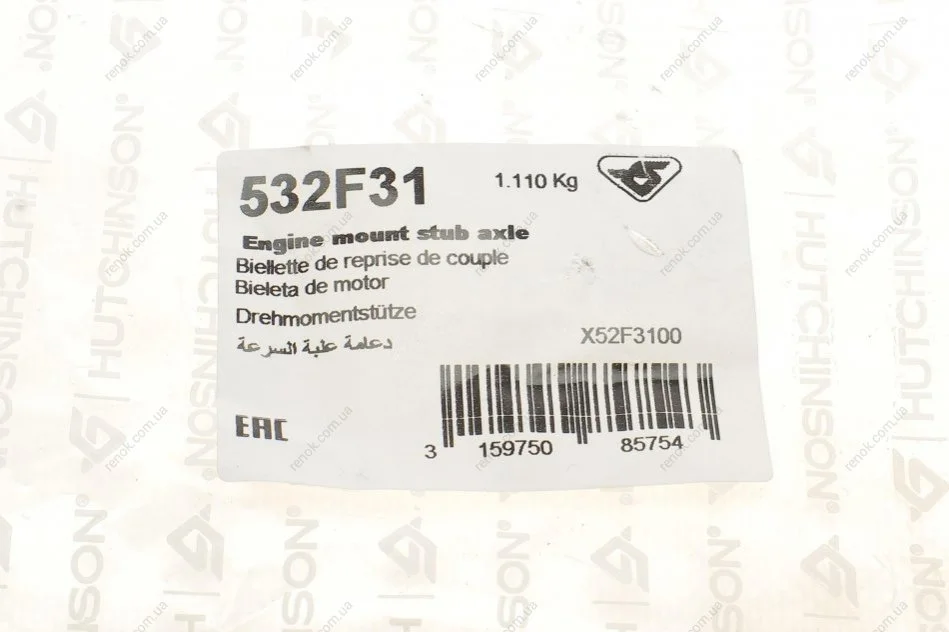 532F31
1.110 Kg
Engine mount stub axle
Biellette de reprise de couple
Bieleta de motor
Drehmomentstütze
دعامة علبة السرعة
X52F3100
EAC
3 159750 85754
HUTCHINSON®
renok.com.ua